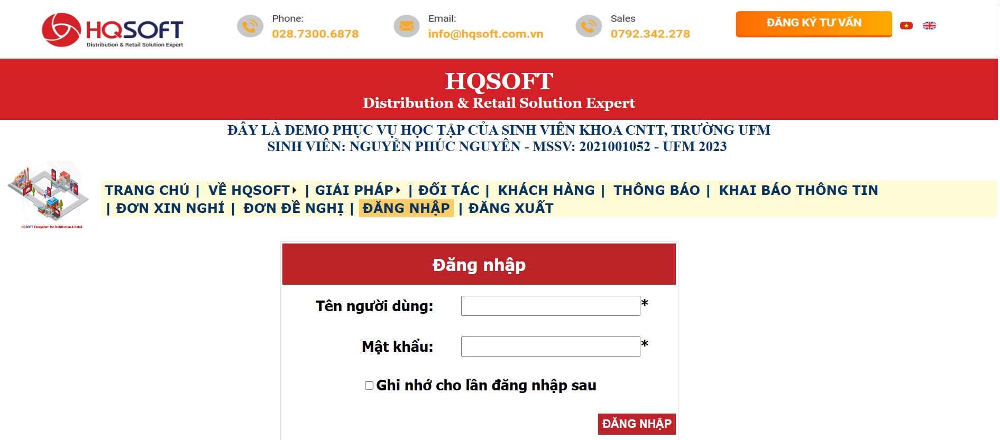 HQSOFT
Distribution & Retail Solution Expert
Phone:
028.7300.6878
Email:
info@hqsoft.com.vn
Sales
0792.342.278
ĐĂNG KÝ TƯ VẤN
HQSOFT
Distribution & Retail Solution Expert
ĐÂY LÀ DEMO PHỤC VỤ HỌC TẬP CỦA SINH VIÊN KHOA CNTT, TRƯỜNG UFM
SINH VIÊN: NGUYỄN PHÚC NGUYÊN - MSSV: 2021001052 - UFM 2023
HQSOFT Ecosystem for Distribution & Retail
TRANG CHỦ | VỀ HQSOFT | GIẢI PHÁP | ĐỐI TÁC | KHÁCH HÀNG | THÔNG BÁO | KHAI BÁO THÔNG TIN
| ĐƠN XIN NGHỈ | ĐƠN ĐỀ NGHỊ | ĐĂNG NHẬP | ĐĂNG XUẤT
Đăng nhập
Tên người dùng: *
Mật khẩu: *
Ghi nhớ cho lần đăng nhập sau
ĐĂNG NHẬP